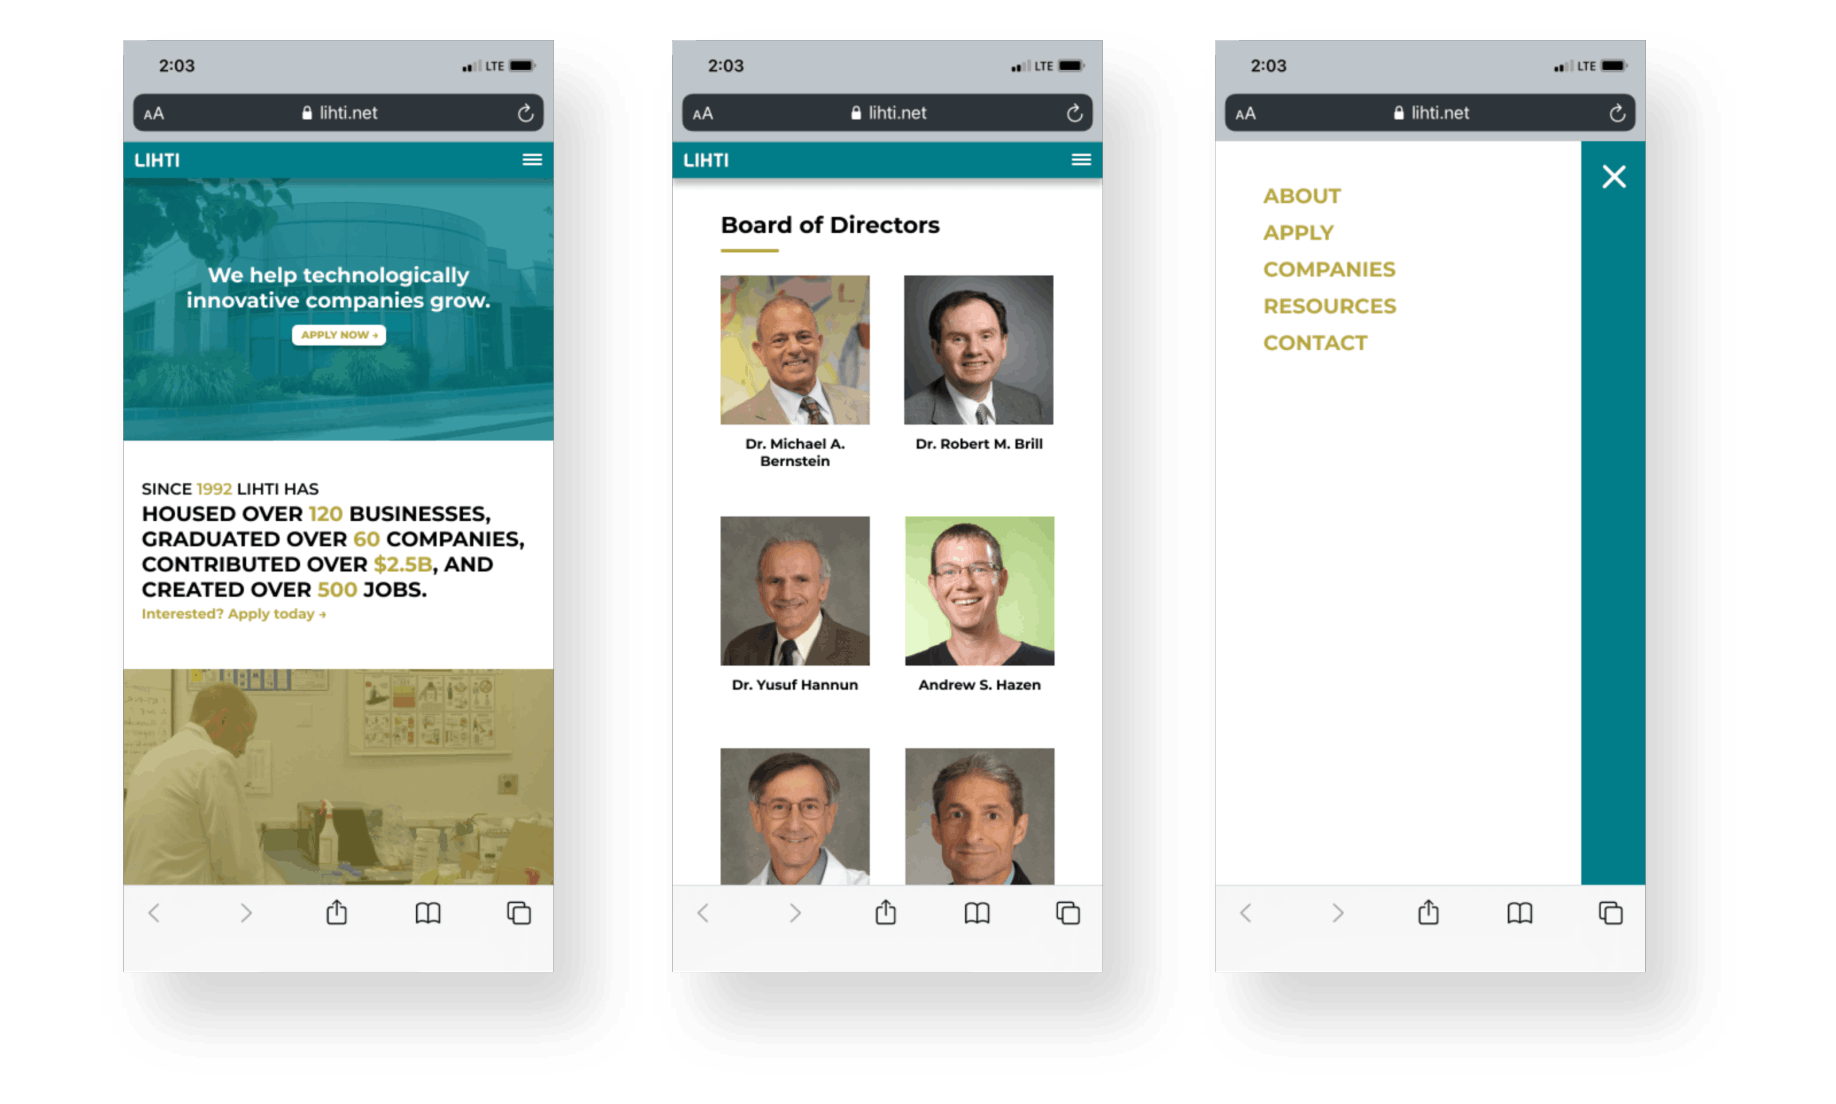 2:03
LTE
AA
lihti.net
LIHTI
We help technologically
innovative companies grow.
APPLY NOW →
SINCE 1992 LIHTI HAS
HOUSED OVER 120 BUSINESSES,
GRADUATED OVER 60 COMPANIES,
CONTRIBUTED OVER $2.5B, AND
CREATED OVER 500 JOBS.
Interested? Apply today →
2:03
LTE
AA
lihti.net
LIHTI
Board of Directors
Dr. Michael A.
Bernstein
Dr. Robert M. Brill
Dr. Yusuf Hannun
Andrew S. Hazen
2:03
LTE
AA
lihti.net
ABOUT
APPLY
COMPANIES
RESOURCES
CONTACT